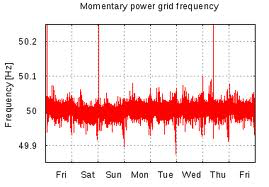 Momentary power grid frequency
Frequency [Hz]
50.2
50.1
50
49.9
Fri Sat Sun Mon Tue Wed Thu Fri